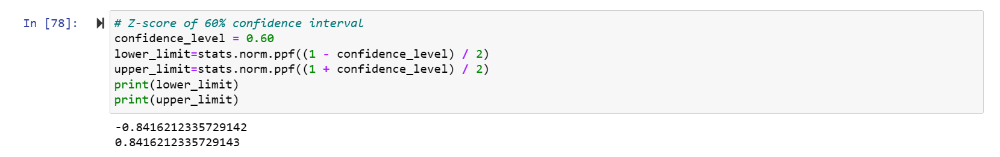 In [78]:
# Z-score of 60% confidence interval
confidence_level = 0.60
lower_limit=stats.norm.ppf((1 - confidence_level) / 2)
upper_limit=stats.norm.ppf((1 + confidence_level) / 2)
print(lower_limit)
print(upper_limit)
-0.8416212335729142
0.8416212335729143